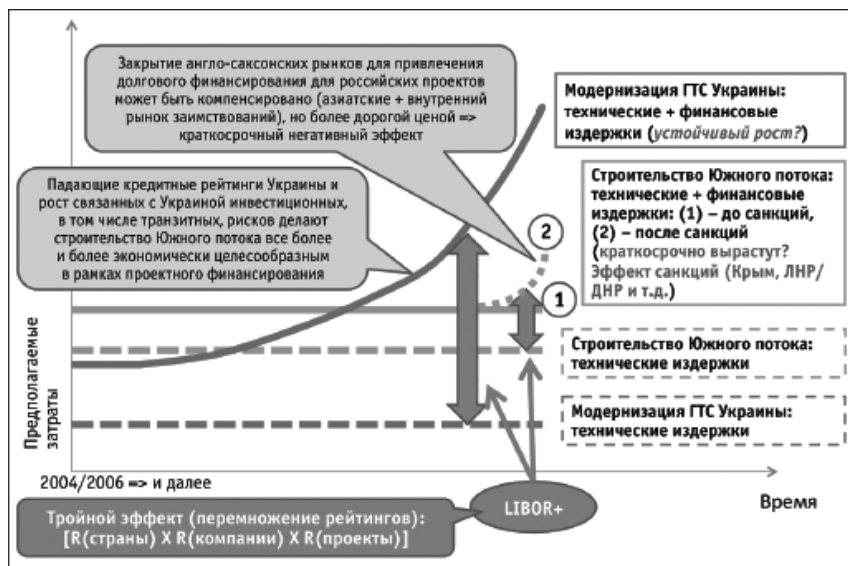 Закрытие англо-саксонских рынков для привлечения
долгового финансирования для российских проектов
может быть компенсировано (азиатские + внутренний
рынок заимствований), но более дорогой ценой =>
краткосрочный негативный эффект
Модернизация ГТС Украины:
технические + финансовые
издержки (устойчивый рост?)
Падающие кредитные рейтинги Украины и
рост связанных с Украиной инвестиционных,
в том числе транзитных, рисков делают
строительство Южного потока все более
и более экономически целесообразным
в рамках проектного финансирования
Строительство Южного потока:
технические + финансовые
издержки: (1) – до санкций,
(2) – после санкций
(краткосрочно вырастут?
Эффект санкций (Крым, ЛНР/
ДНР и т.д.)
2
1
Строительство Южного потока:
технические издержки
Модернизация ГТС Украины:
технические издержки
Предполагаемые
затраты
2004/2006 => и далее
Время
Тройной эффект (перемножение рейтингов):
[R(страны) X R(компании) X R(проекты)]
LIBOR+